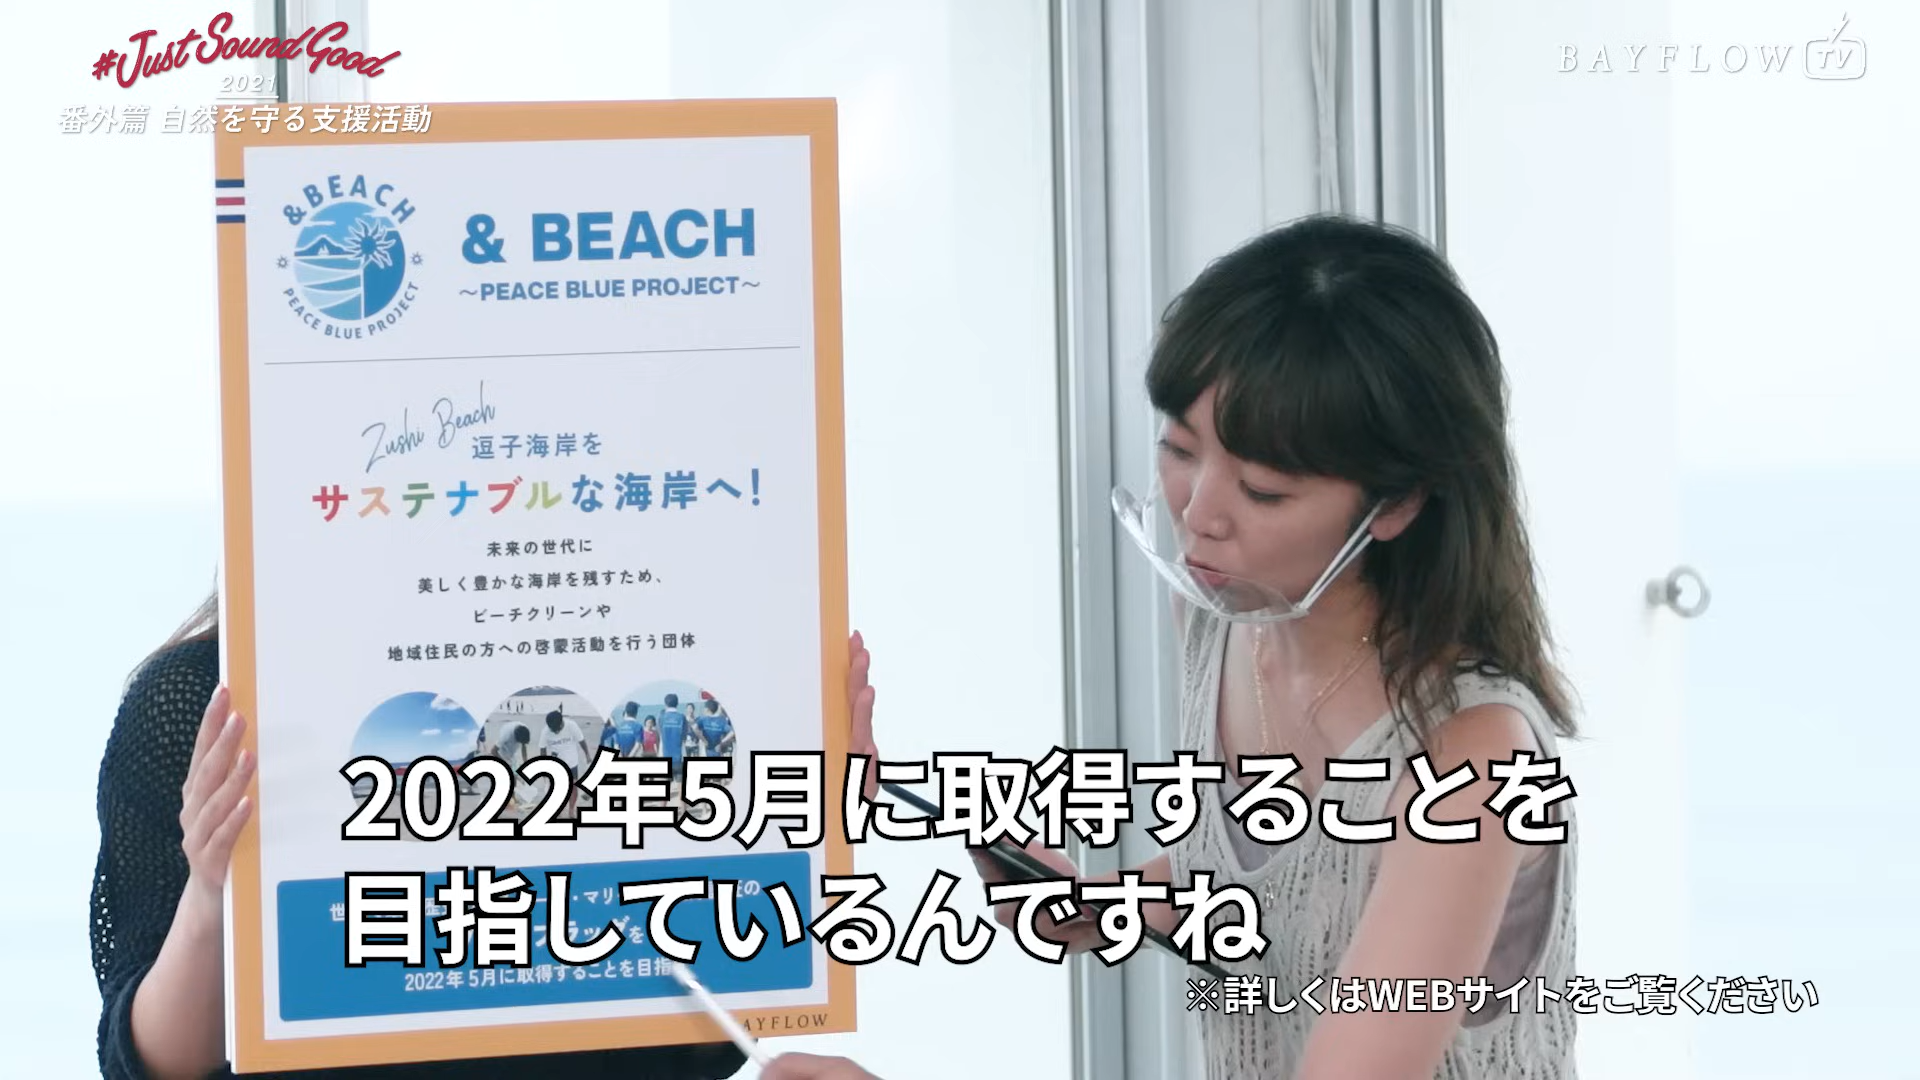 #JustSoundGood
2021
番外篇 自然を守る支援活動
BAYFLOW TV
&BEACH
PEACE BLUE PROJECT
& BEACH
～PEACE BLUE PROJECT～
Zushi Beach
逗子海岸を
サステナブルな海岸へ!
未来の世代に
美しく豊かな海岸を残すため、
ビーチクリーンや
地域住民の方への啓蒙活動を行う団体
2022年5月に取得することを
目指しているんですね
2022年5月に取得することを目指
AYFLOW
※詳しくはWEBサイトをご覧ください